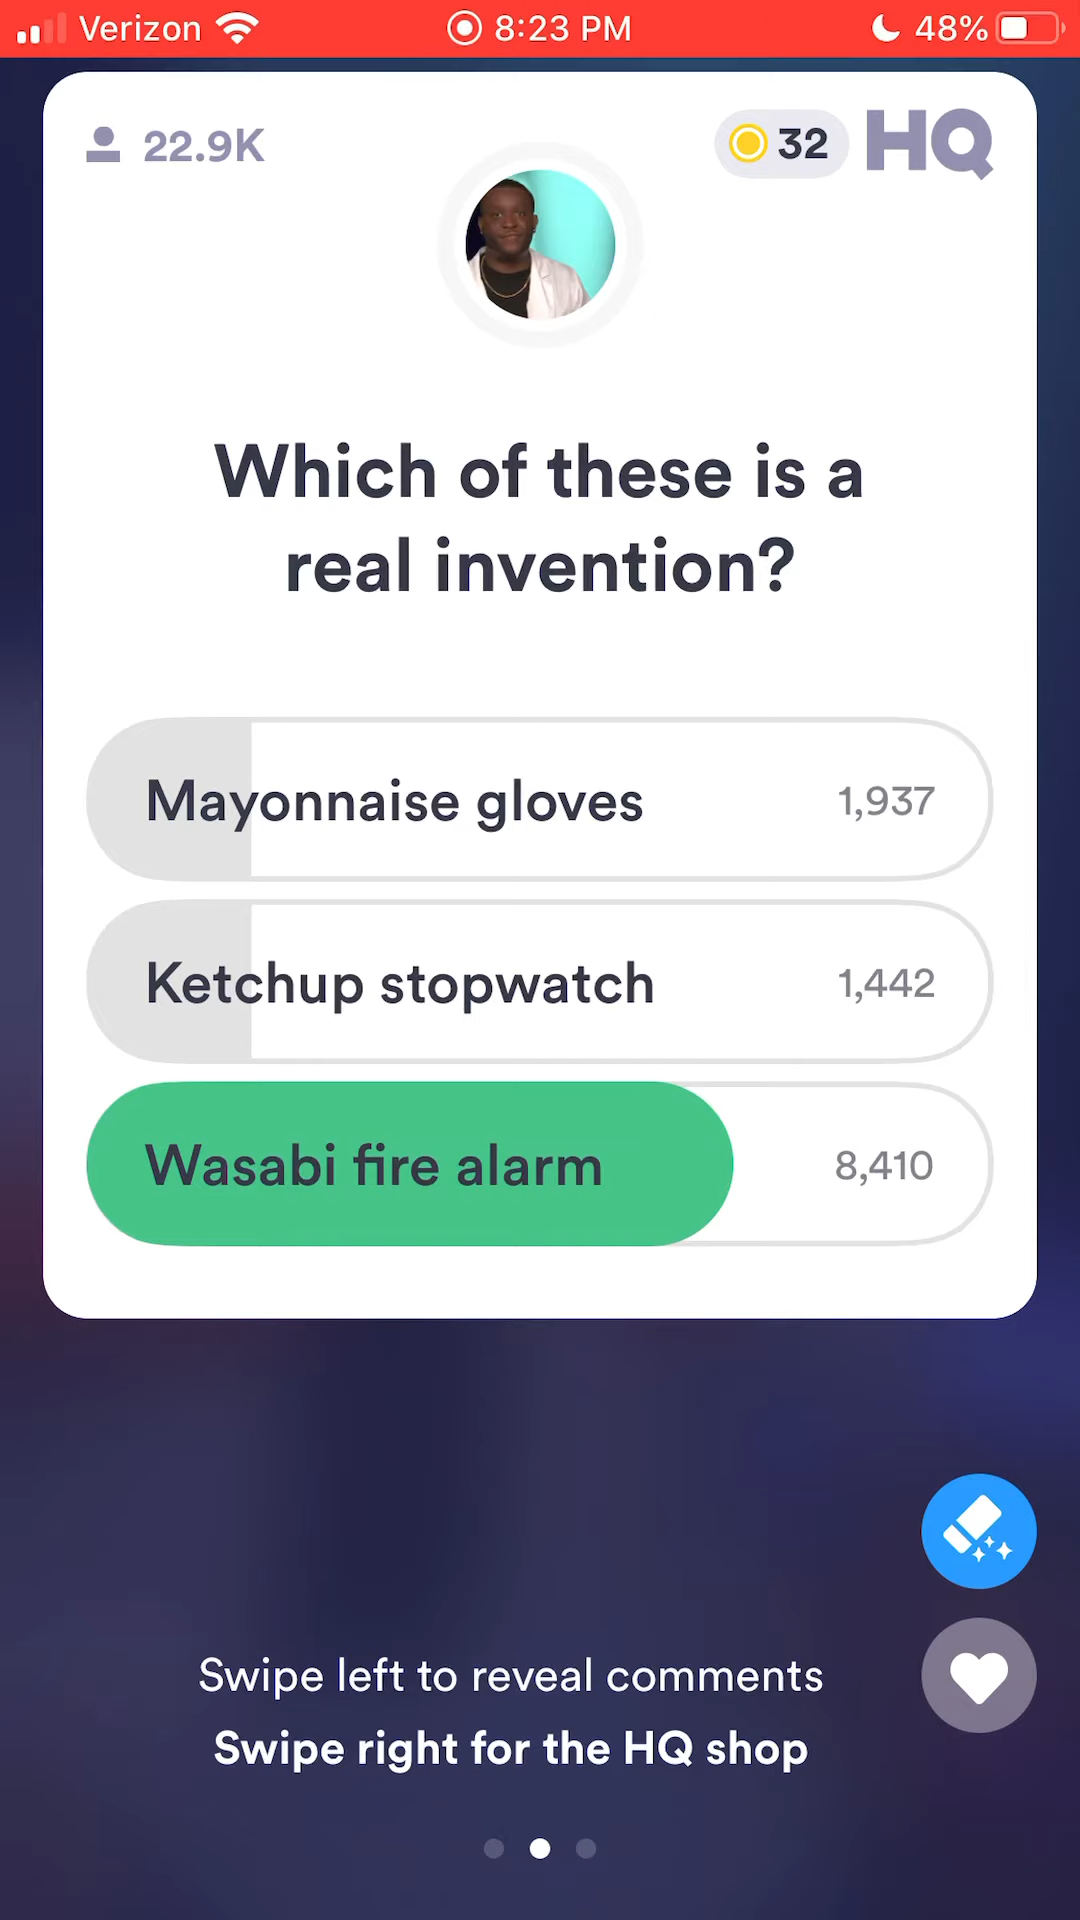 Verizon 8:23 PM 48%
22.9K 32 HQ
Which of these is a
real invention?
Mayonnaise gloves 1,937
Ketchup stopwatch 1,442
Wasabi fire alarm 8,410
Swipe left to reveal comments
Swipe right for the HQ shop